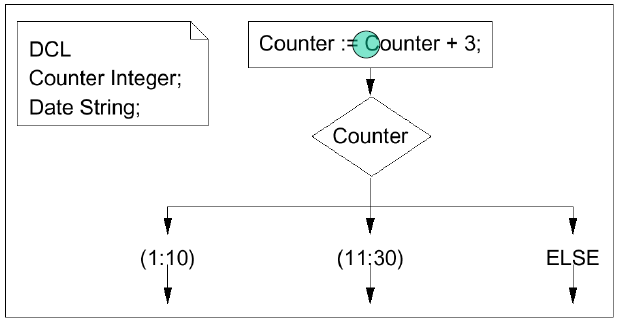 DCL
Counter Integer;
Date String;
Counter := Counter + 3;
Counter
(1:10)
(11:30)
ELSE